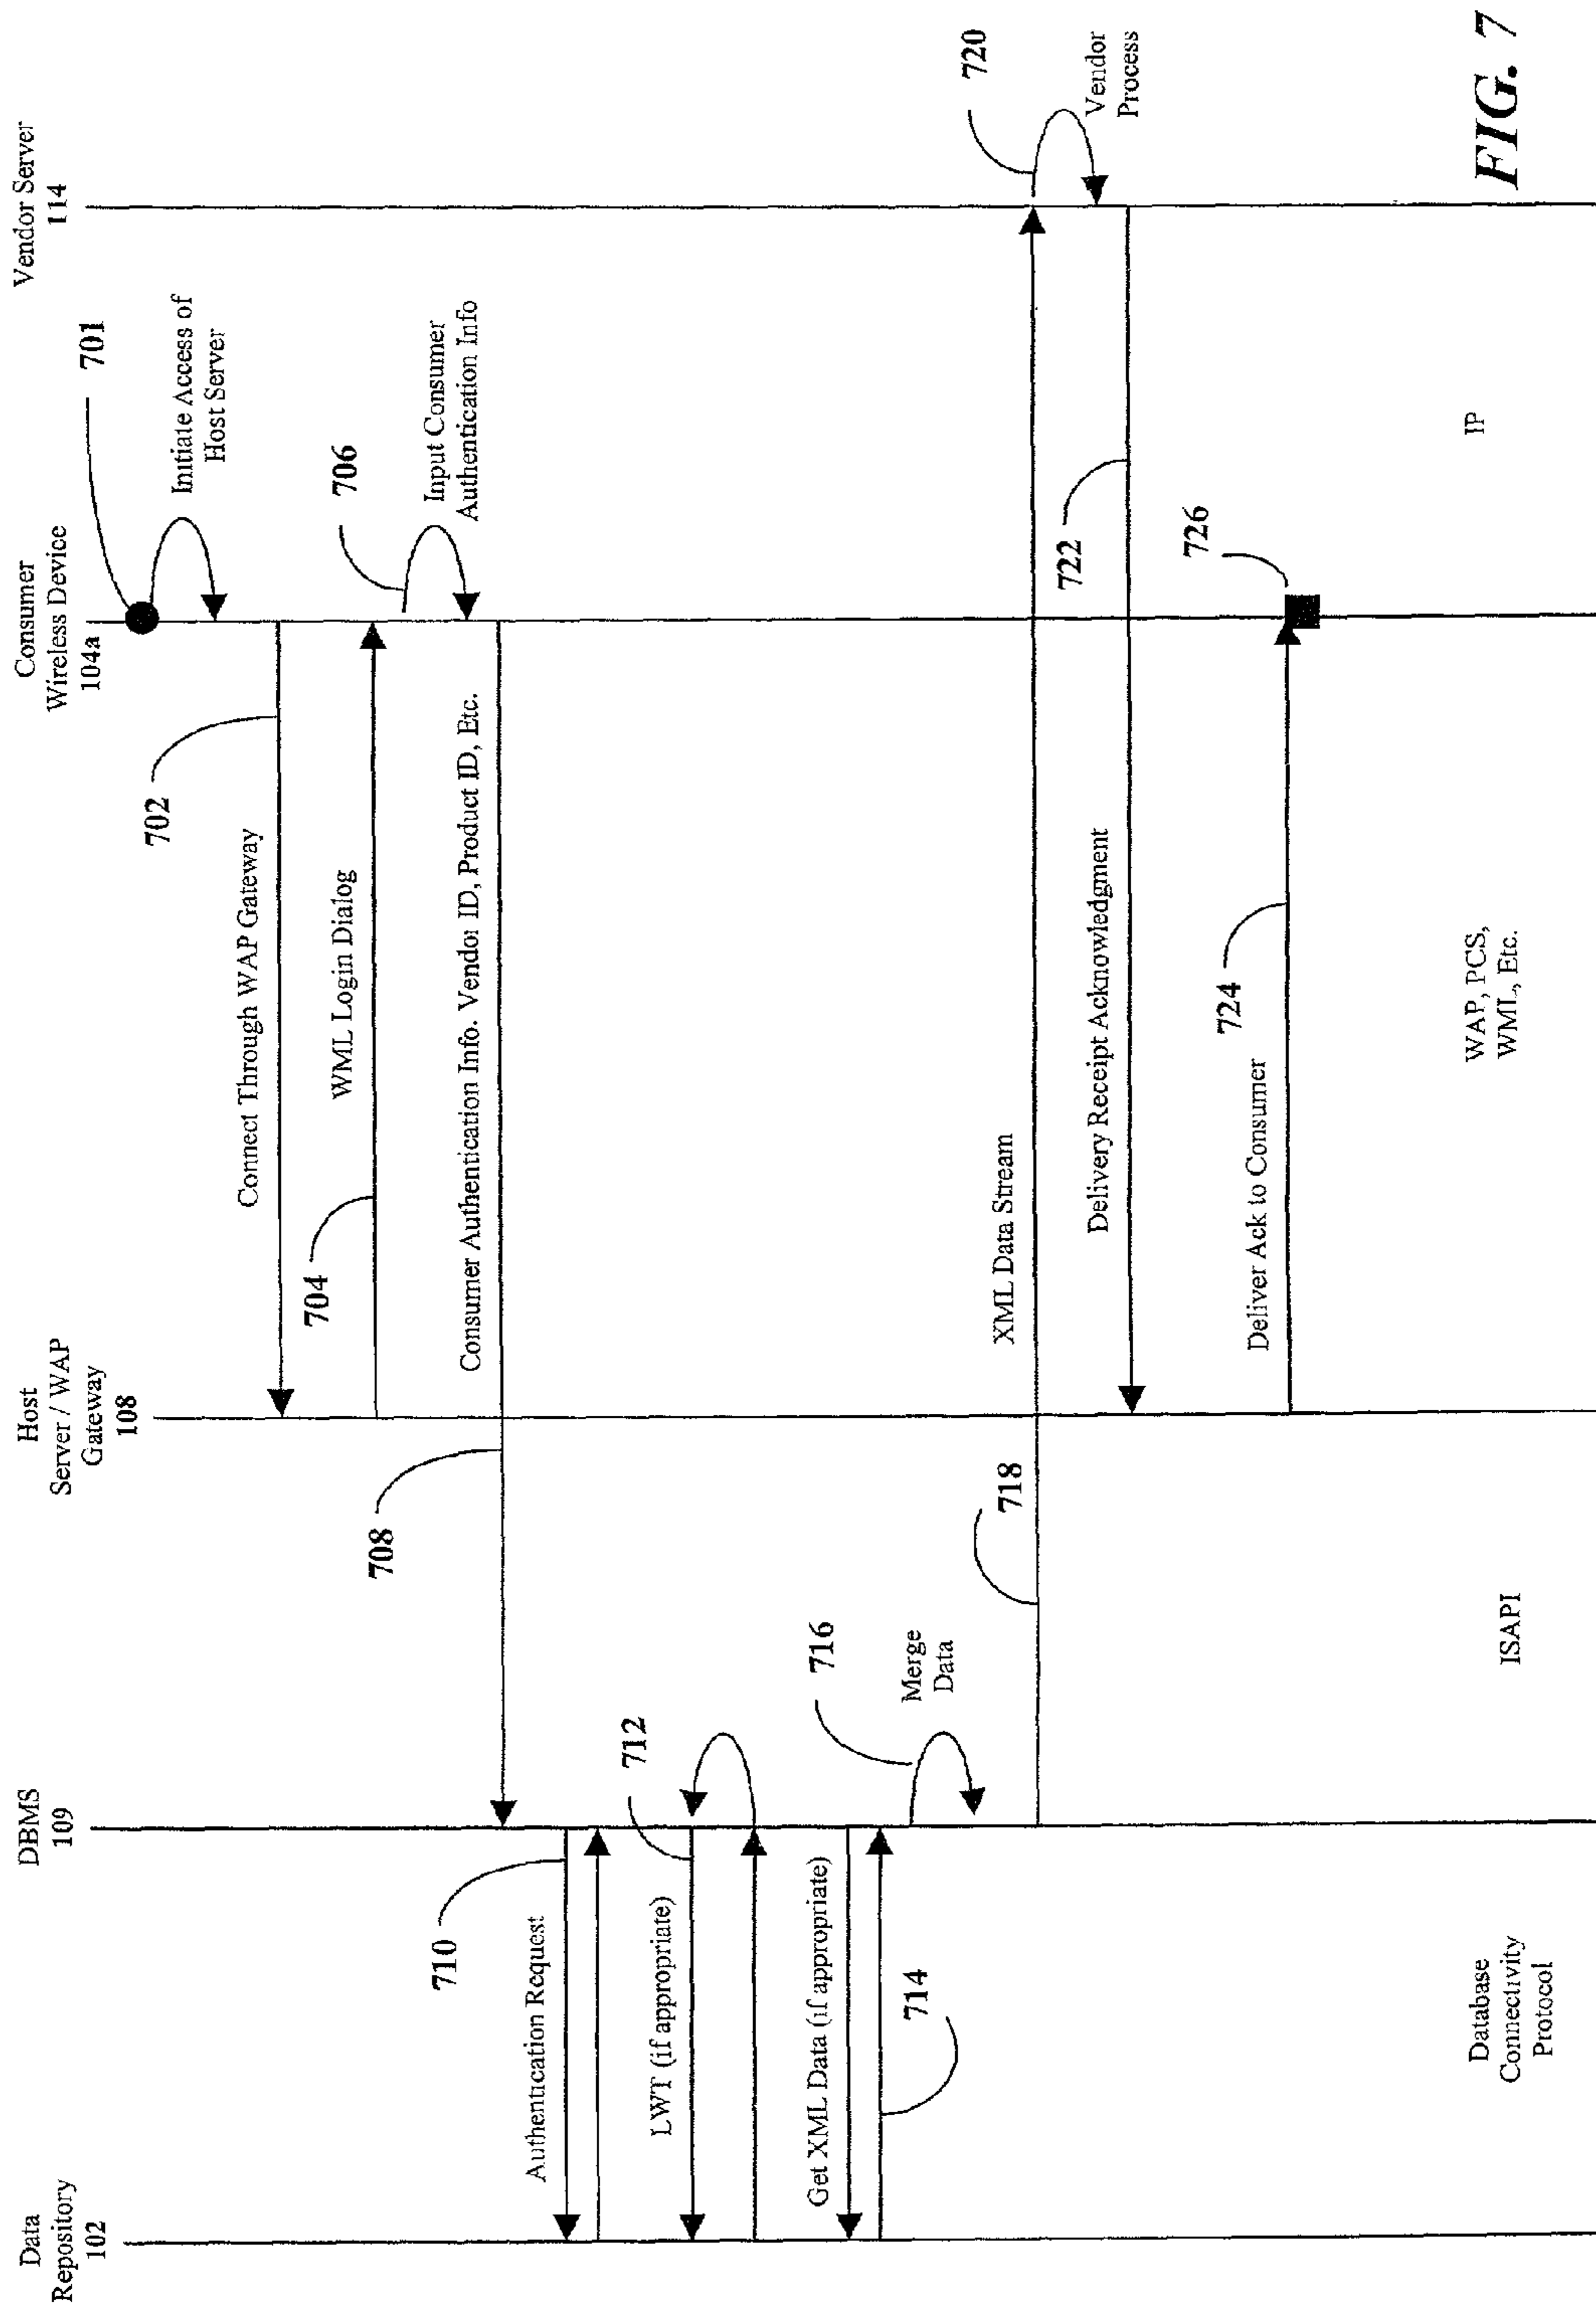 Data
Repository
102
DBMS
109
Host
Server / WAP
Gateway
108
Consumer
Wireless Device
104a
Vendor Server
114
701
Initiate Access of
Host Server
702
Connect Through WAP Gateway
704
WML Login Dialog
706
Input Consumer
Authentication Info
708
Consumer Authentication Info. Vendor ID, Product ID, Etc.
710
Authentication Request
712
LWT (if appropriate)
Get XML Data (if appropriate)
714
716
Merge
Data
718
XML Data Stream
720
Vendor
Process
722
Delivery Receipt Acknowledgment
724
Deliver Ack to Consumer
726
Database
Connectivity
Protocol
ISAPI
WAP, PCS,
WML, Etc.
IP
FIG. 7